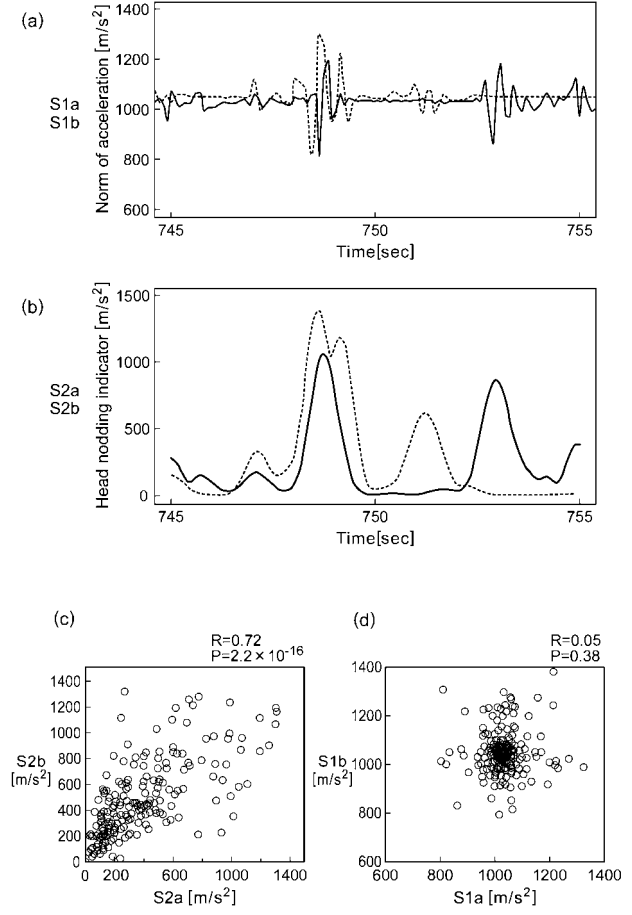 (a)
Norm of acceleration [m/s²]
1400
1200
1000
800
600
S1a
S1b
745 750 755
Time[sec]
(b)
Head nodding indicator [m/s²]
1500
1000
500
0
S2a
S2b
745 750 755
Time[sec]
(c)
R=0.72
P=2.2×10⁻¹⁶
1400
1200
1000
800
600
400
200
0
S2b
[m/s²]
0 200 400 600 1000 1400
S2a [m/s²]
(d)
R=0.05
P=0.38
1400
1200
1000
800
600
S1b
[m/s²]
600 800 1000 1200 1400
S1a [m/s²]